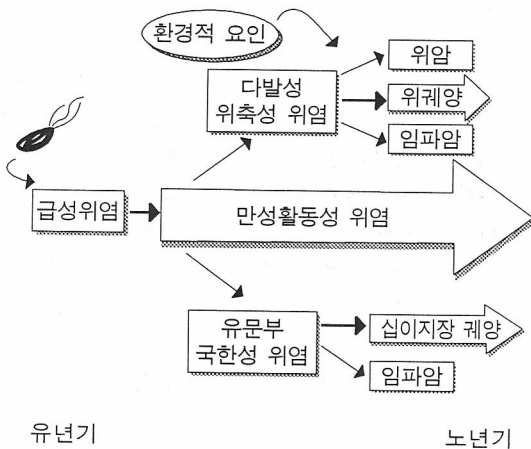 환경적 요인
위암
다발성
위축성 위염
위궤양
임파암
급성위염
만성활동성 위염
유문부
국한성 위염
십이지장 궤양
임파암
유년기
노년기